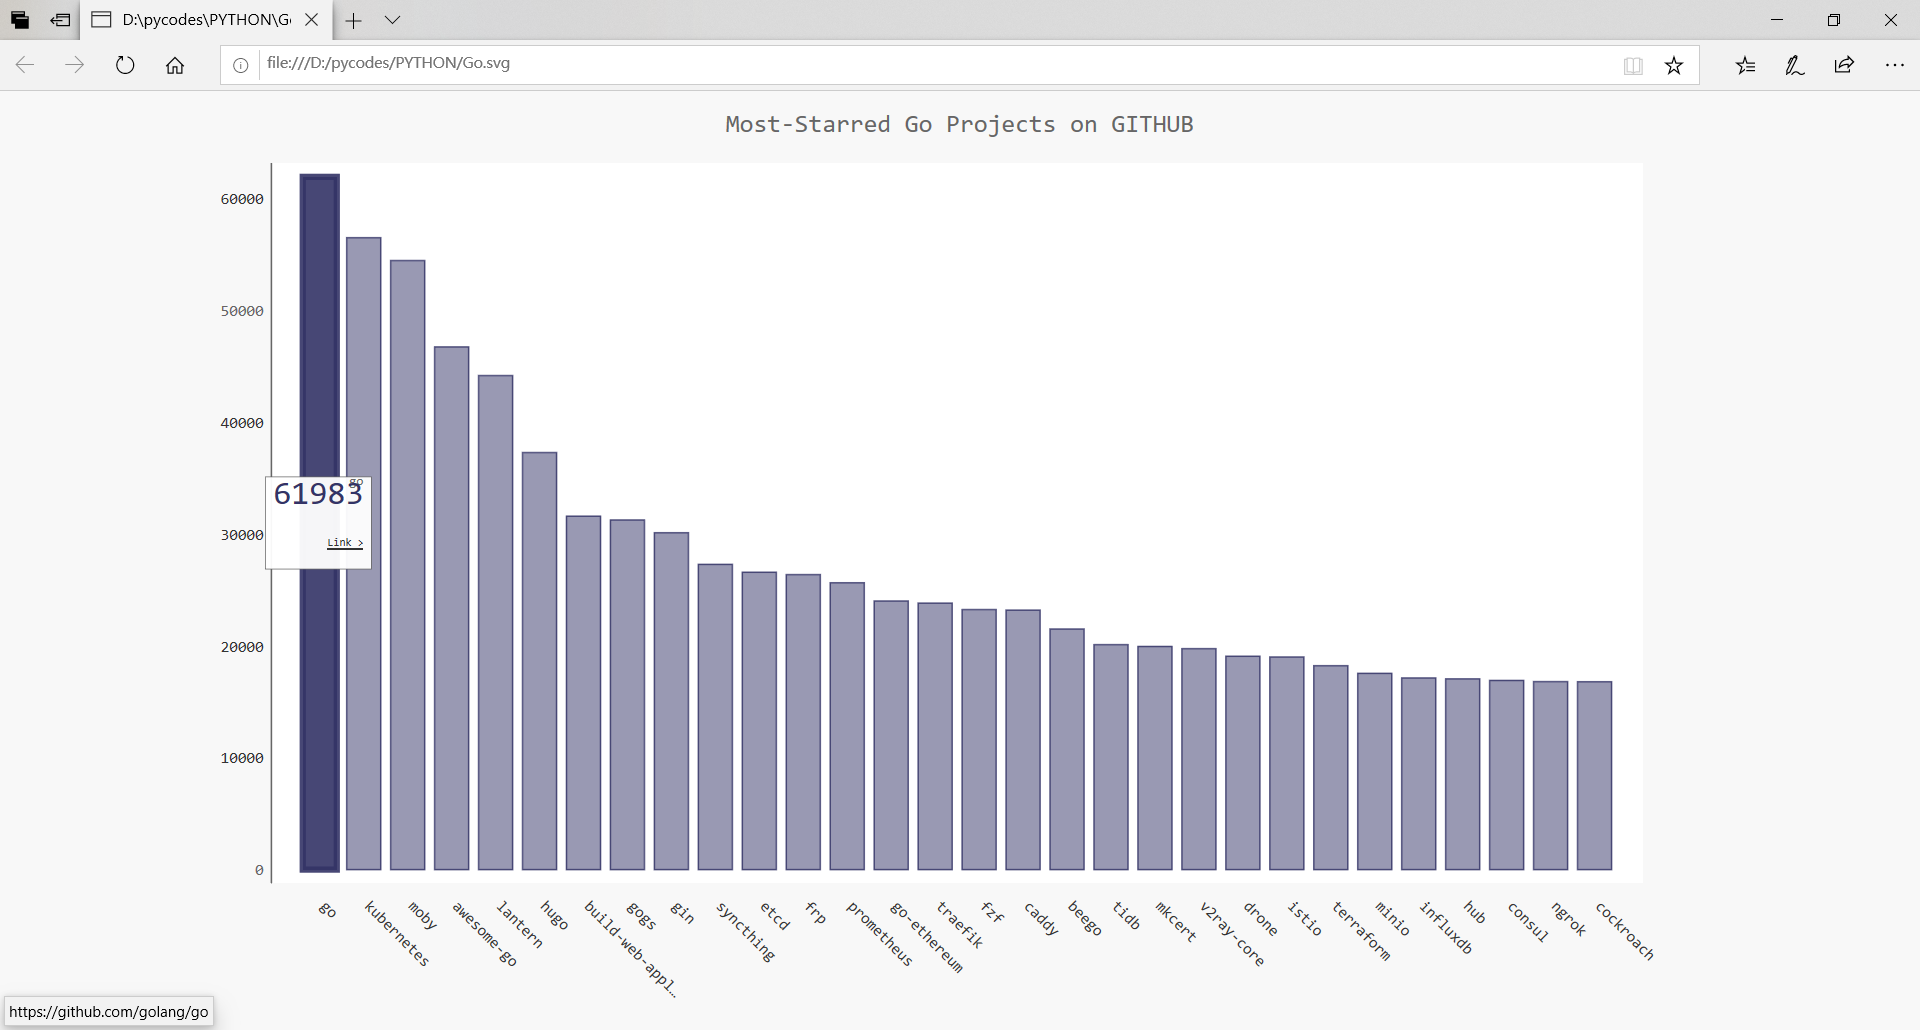 D:\pycodes\PYTHON\Go
file:///D:/pycodes/PYTHON/Go.svg
Most-Starred Go Projects on GITHUB
60000
50000
40000
30000
20000
10000
0
go
61983
Link >
go
kubernetes
moby
awesome-go
lantern
hugo
build-web-appl…
gogs
gin
syncthing
etcd
frp
prometheus
go-ethereum
traefik
fzf
caddy
beego
tidb
mkcert
v2ray-core
drone
istio
terraform
minio
influxdb
hub
consul
ngrok
cockroach
https://github.com/golang/go